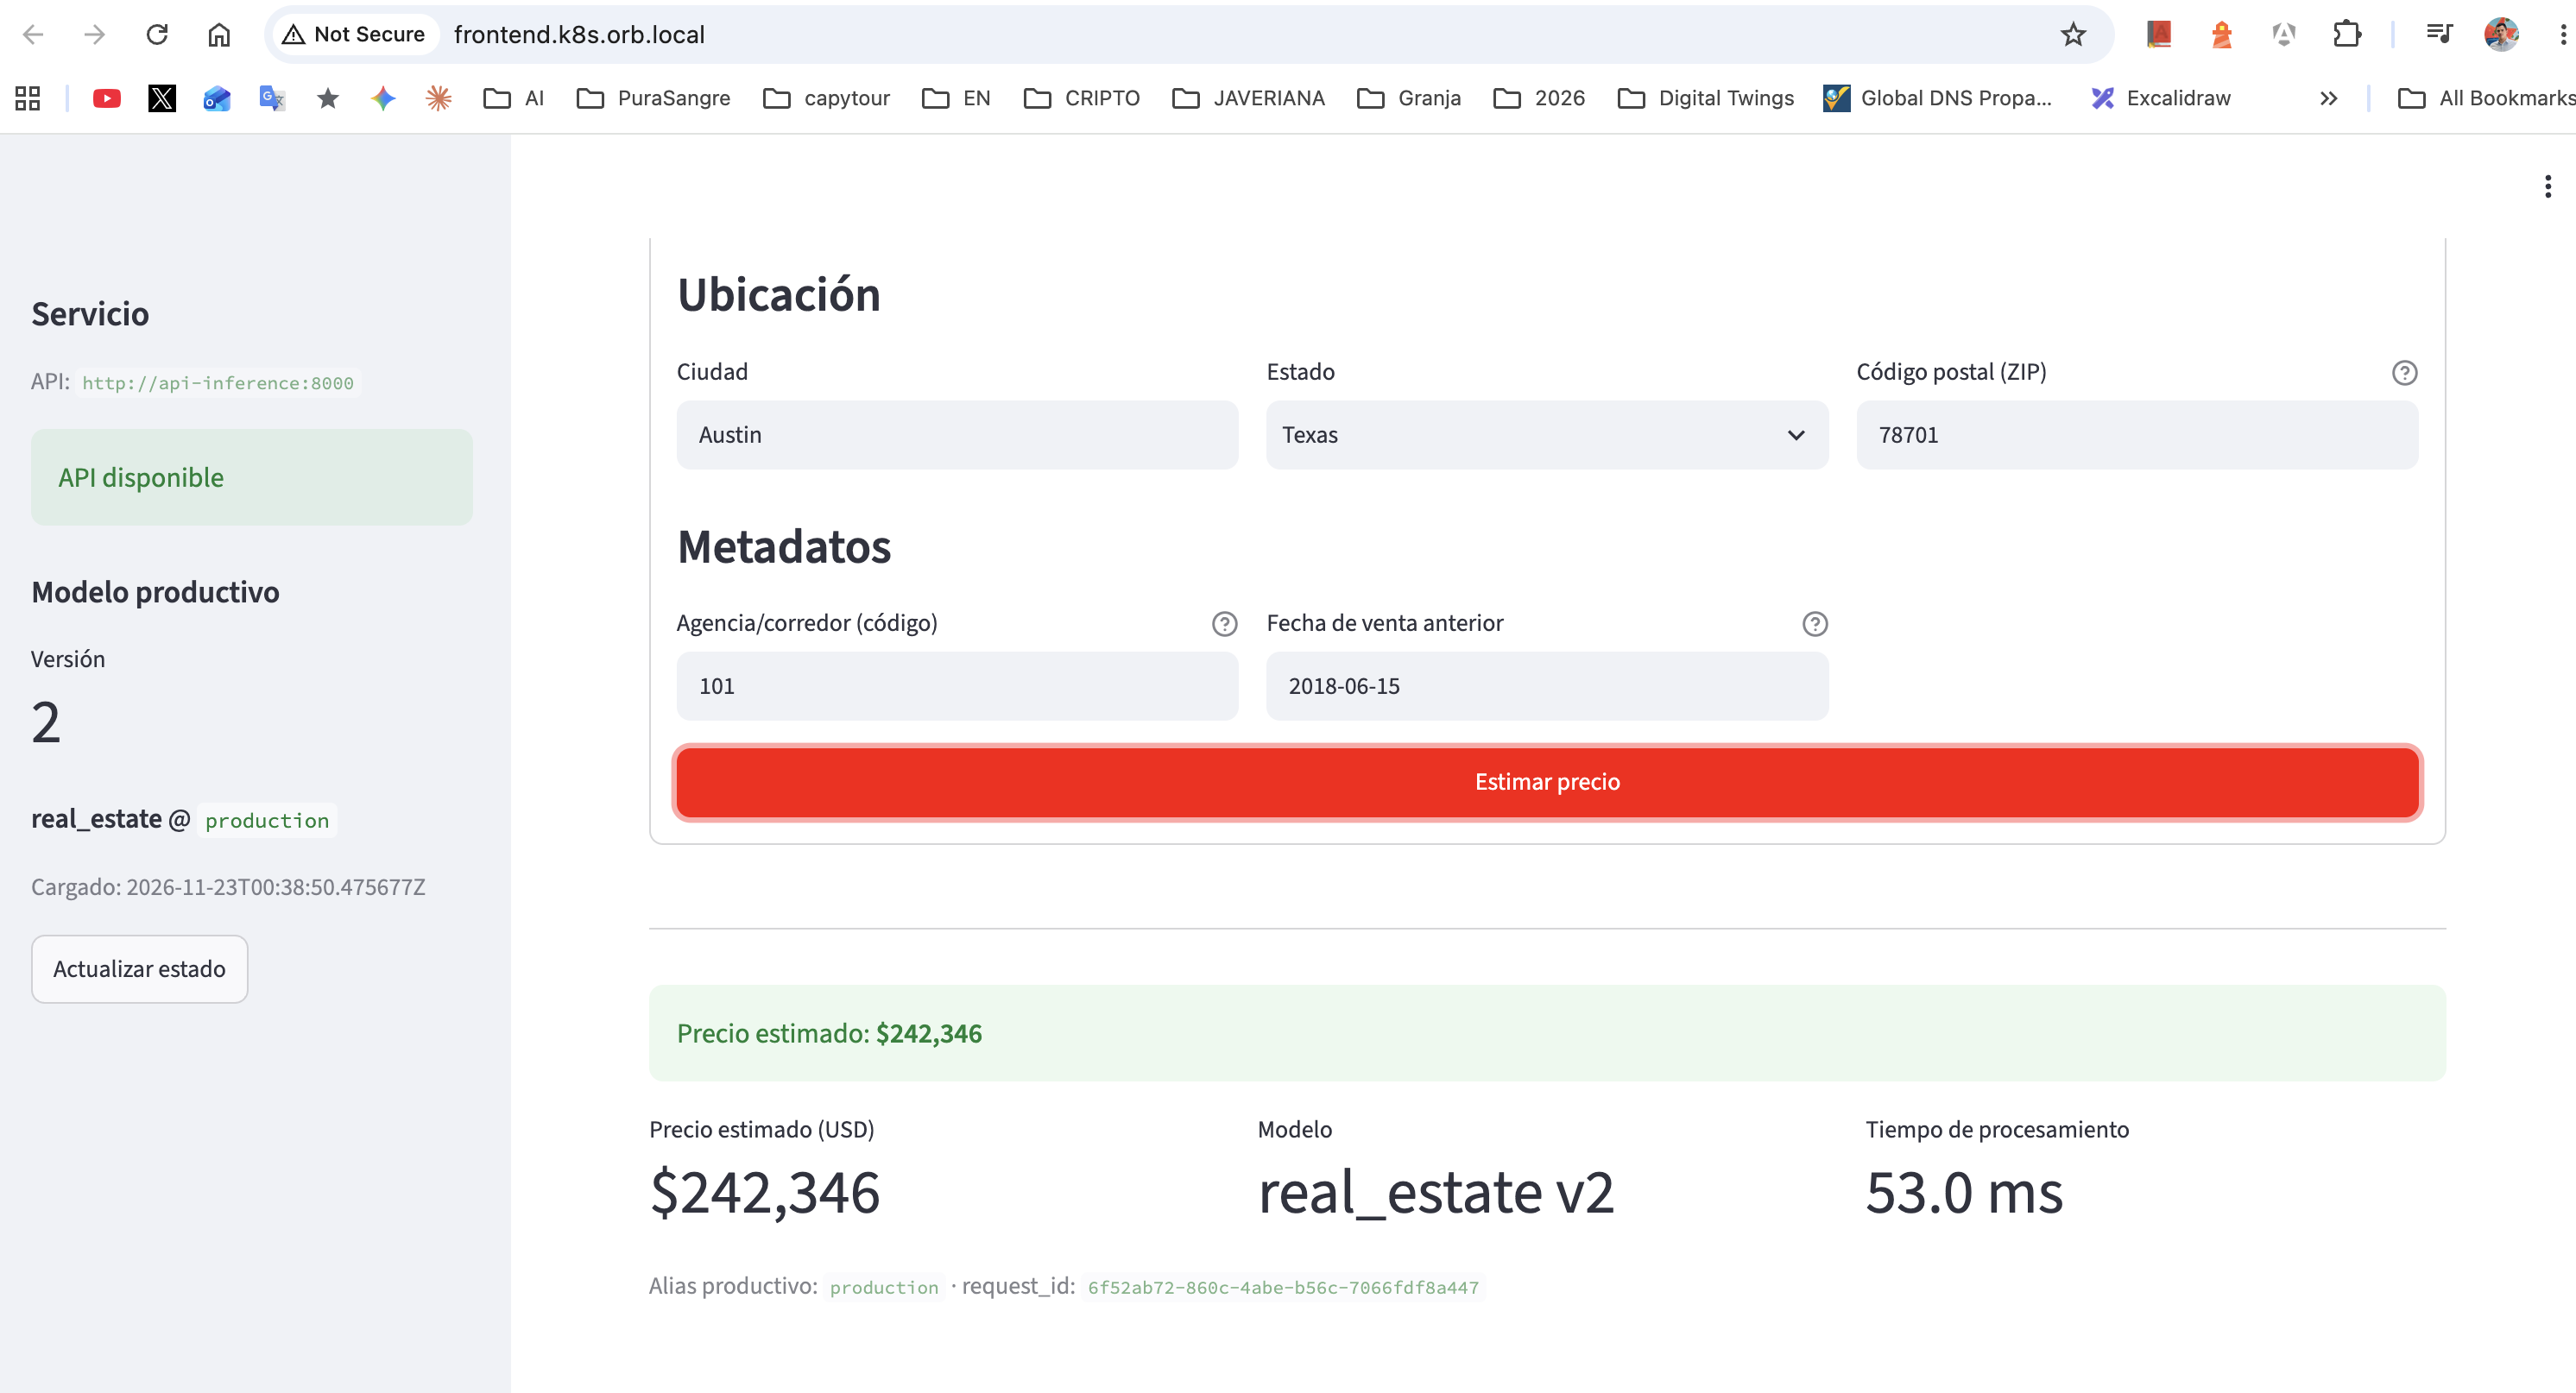 Not Secure frontend.k8s.orb.local
AI PuraSangre capytour EN CRIPTO JAVERIANA Granja 2026 Digital Twings Global DNS Propa... Excalidraw All Bookmarks
Servicio
API: http://api-inference:8000
API disponible
Modelo productivo
Versión
2
real_estate @ production
Cargado: 2026-11-23T00:38:50.475677Z
Actualizar estado
Ubicación
Ciudad Estado Código postal (ZIP)
Austin Texas 78701
Metadatos
Agencia/corredor (código) Fecha de venta anterior
101 2018-06-15
Estimar precio
Precio estimado: $242,346
Precio estimado (USD) Modelo Tiempo de procesamiento
$242,346 real_estate v2 53.0 ms
Alias productivo: production · request_id: 6f52ab72-860c-4abe-b56c-7066fdf8a447